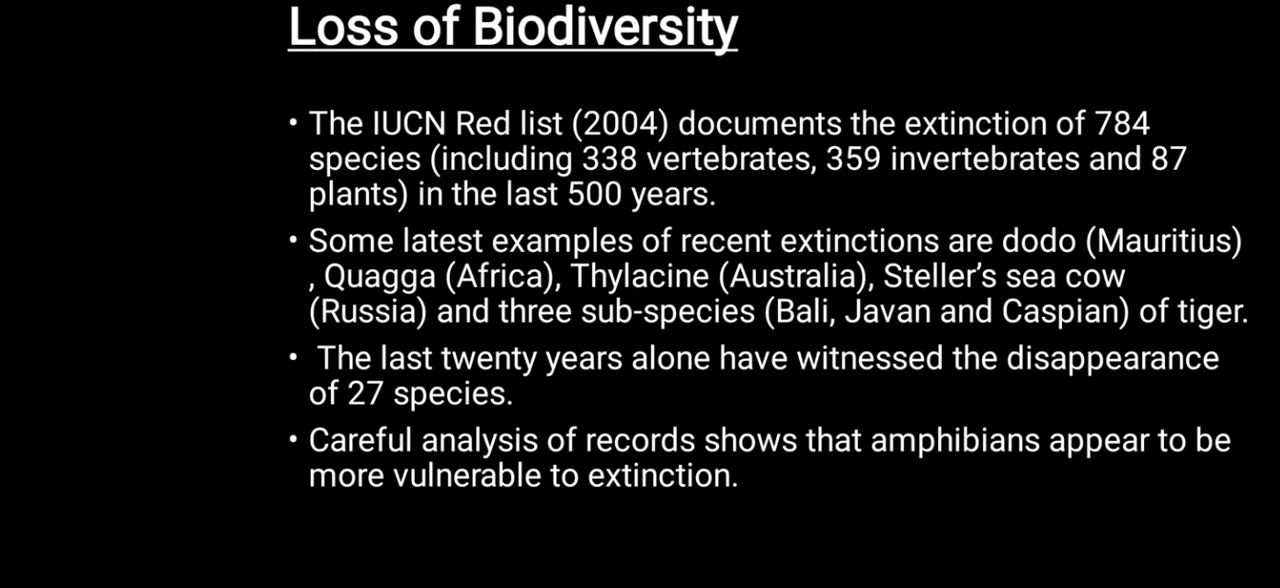 Loss of Biodiversity
• The IUCN Red list (2004) documents the extinction of 784
species (including 338 vertebrates, 359 invertebrates and 87
plants) in the last 500 years.
• Some latest examples of recent extinctions are dodo (Mauritius)
, Quagga (Africa), Thylacine (Australia), Steller’s sea cow
(Russia) and three sub-species (Bali, Javan and Caspian) of tiger.
• The last twenty years alone have witnessed the disappearance
of 27 species.
• Careful analysis of records shows that amphibians appear to be
more vulnerable to extinction.